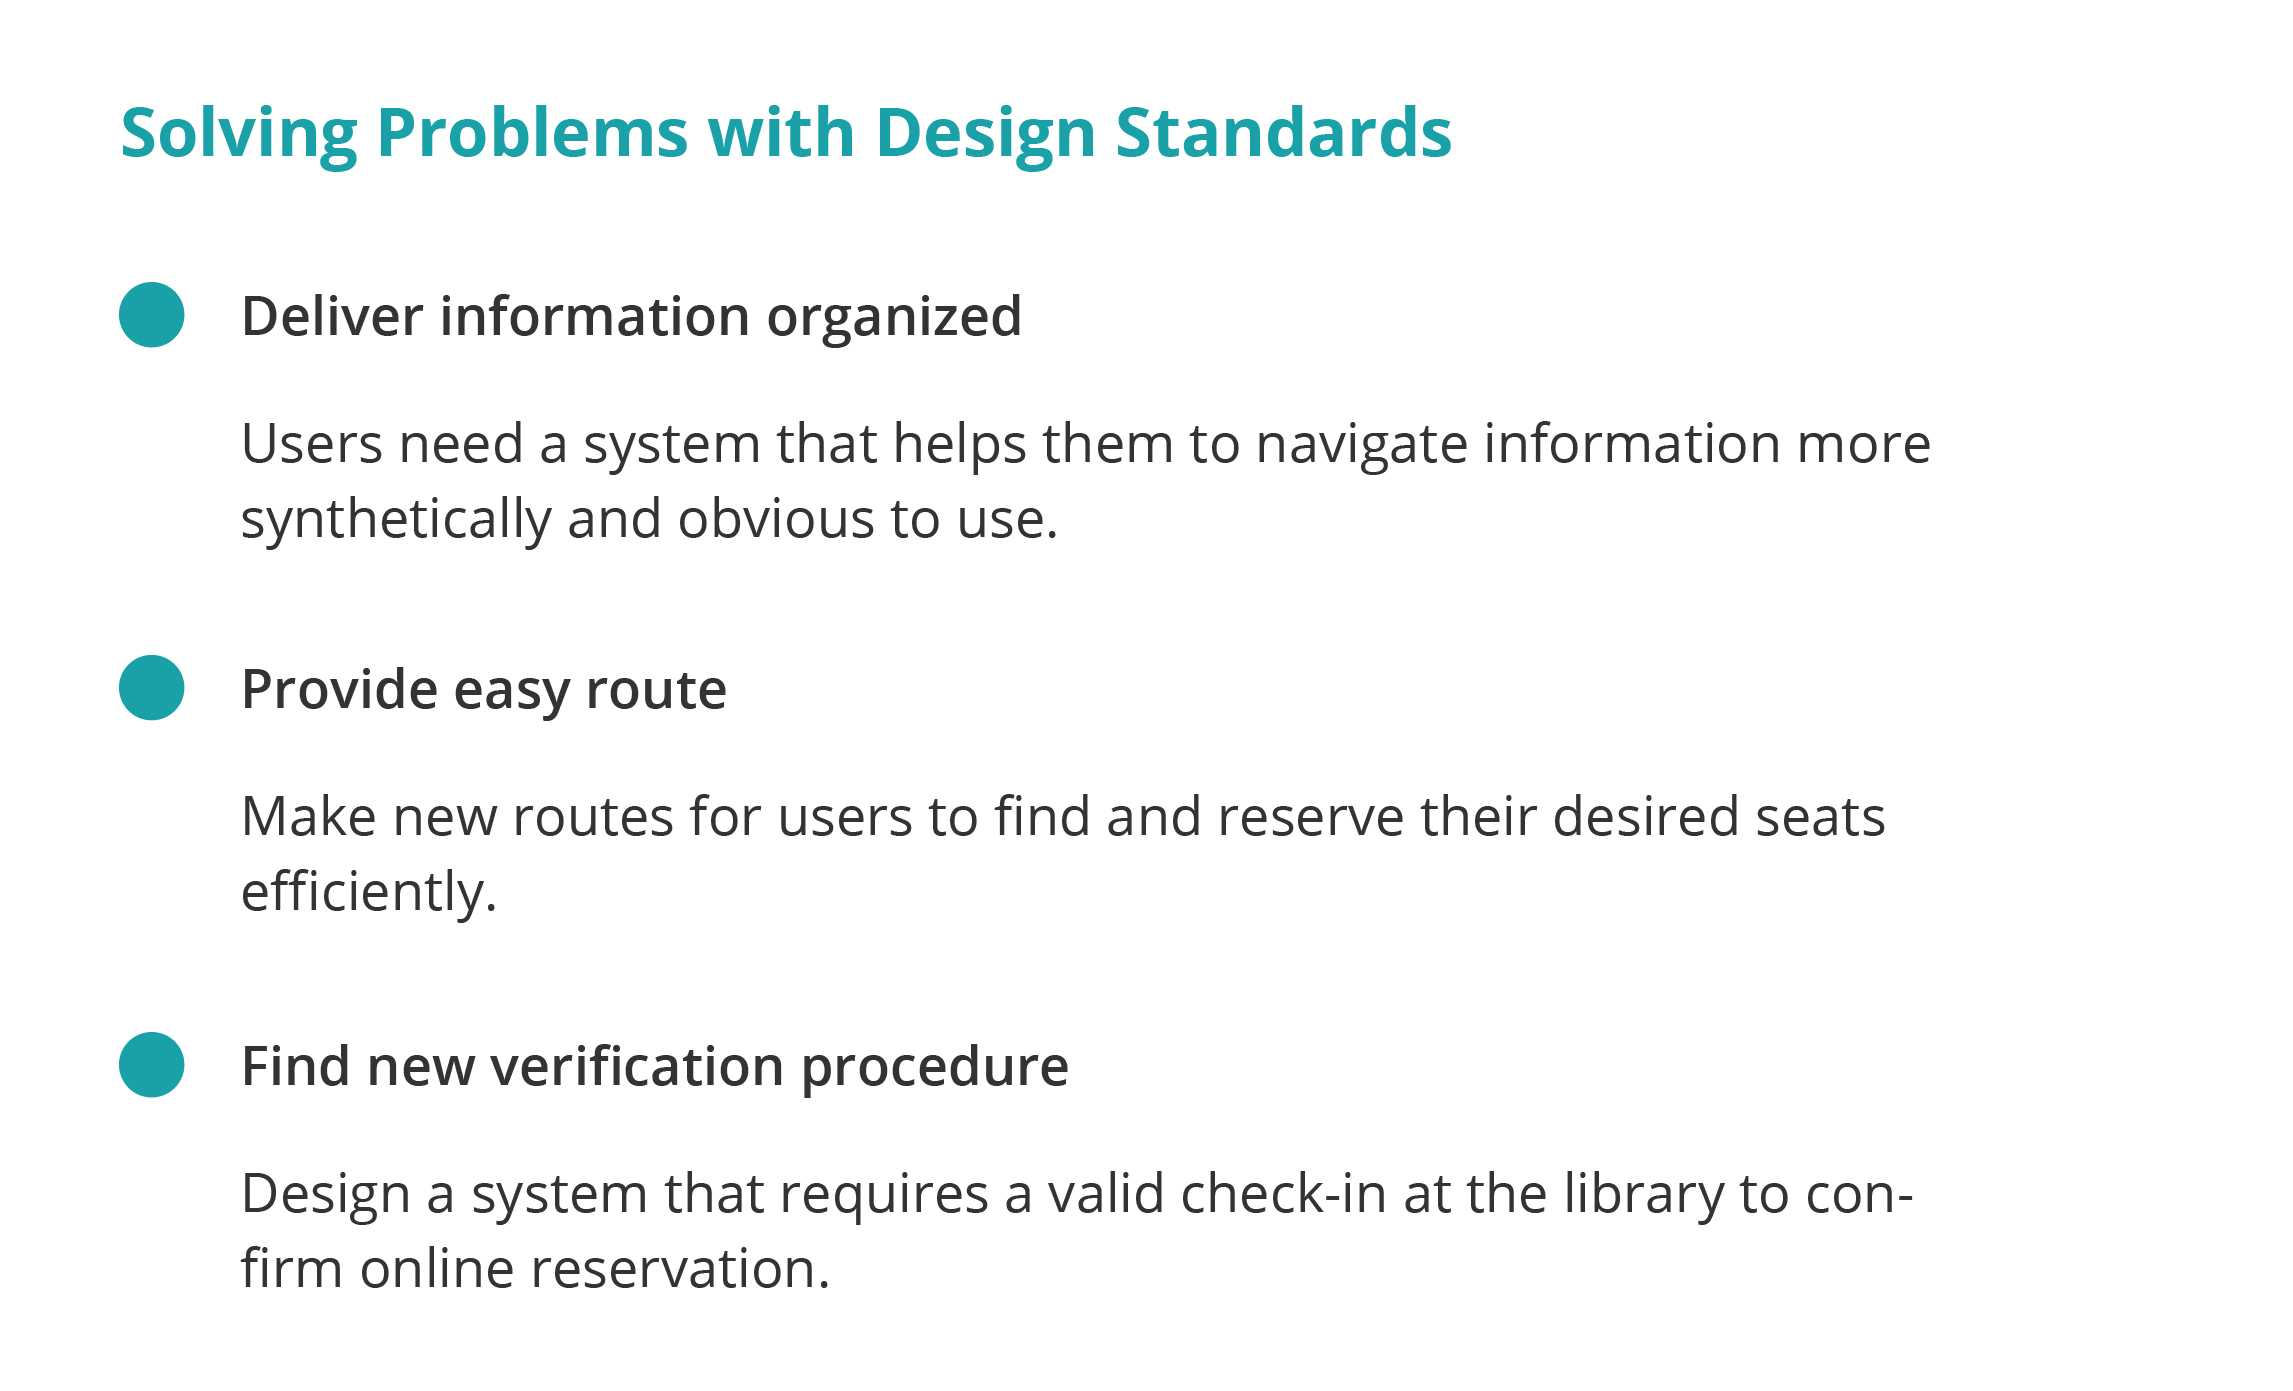 Solving Problems with Design Standards
Deliver information organized
Users need a system that helps them to navigate information more
synthetically and obvious to use.
Provide easy route
Make new routes for users to find and reserve their desired seats
efficiently.
Find new verification procedure
Design a system that requires a valid check-in at the library to con-
firm online reservation.